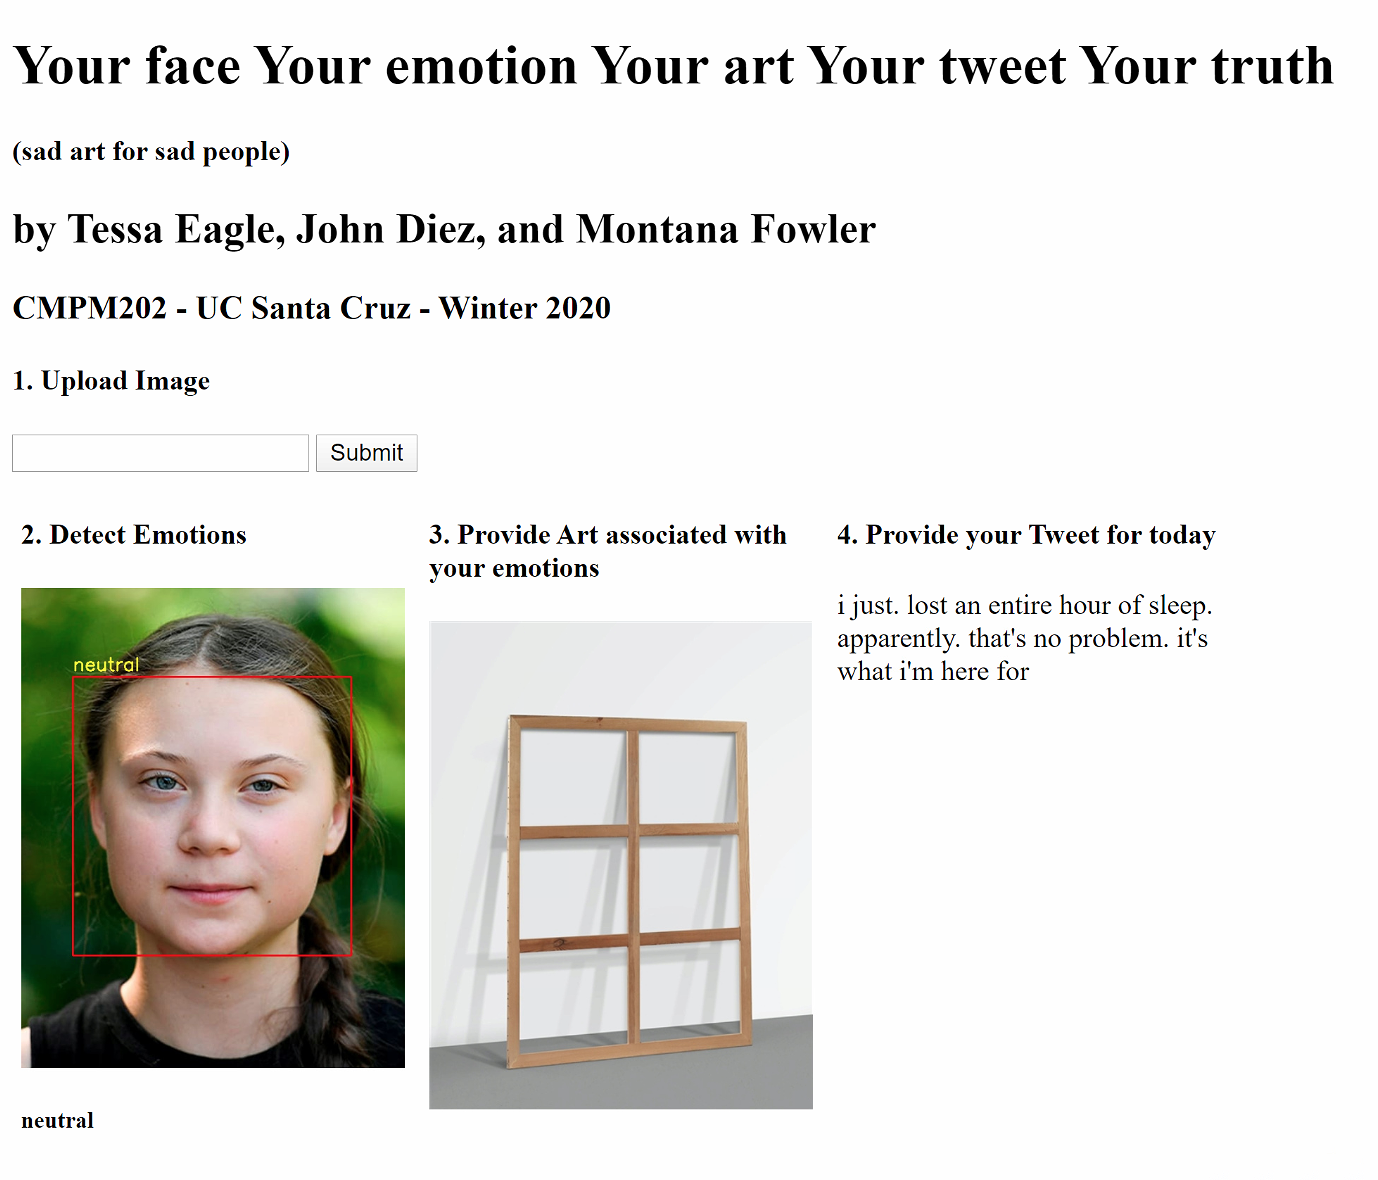 Your face Your emotion Your art Your tweet Your truth
(sad art for sad people)
by Tessa Eagle, John Diez, and Montana Fowler
CMPM202 - UC Santa Cruz - Winter 2020
1. Upload Image
Submit
2. Detect Emotions
neutral
neutral
3. Provide Art associated with
your emotions
4. Provide your Tweet for today
i just. lost an entire hour of sleep.
apparently. that's no problem. it's
what i'm here for